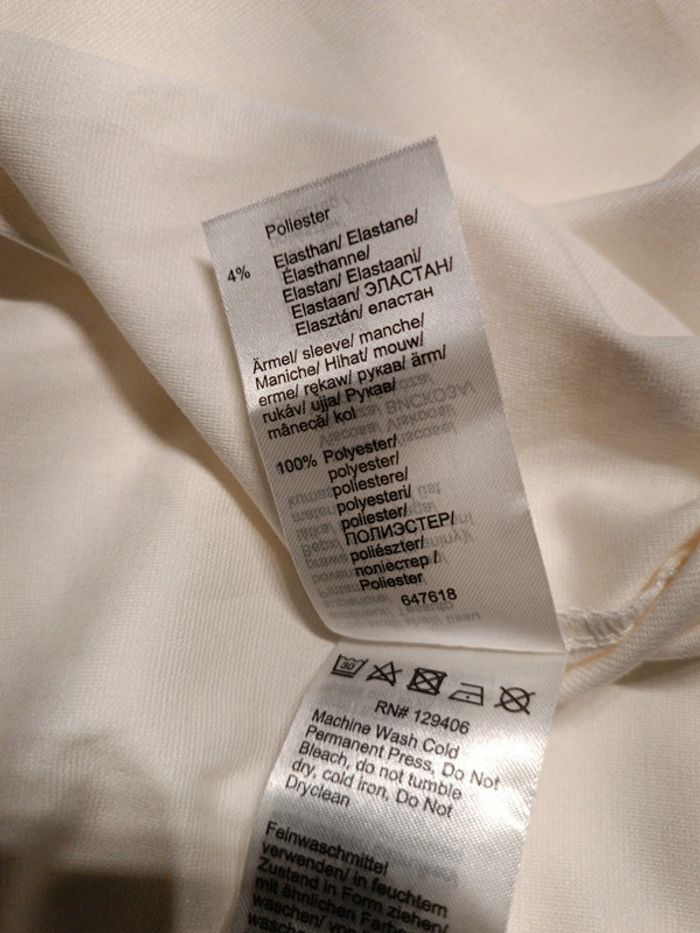 Poliester
4% Elasthan/ Elastane/
Élasthanne/
Elastan/ Elastaani/
Elastaan/ ЭЛАСТАН/
Elasztán/ еластан
Ärmel/ sleeve/ manche/
Maniche/ Hihat/ mouw/
erme/ rękaw/ рукав/ ärm/
rukáv/ ujja/ Рукав/
mânecă/ kol
100% Polyester/
polyester/
poliestere/
polyesteri/
poliester/
ПОЛИЭСТЕР/
poliészter/
поліестер /
Poliester
647618
30
RN# 129406
Machine Wash Cold
Permanent Press, Do Not
Bleach, do not tumble
dry, cold iron, Do Not
Dryclean
Feinwaschmittel
verwenden/ in feuchtem
Zustand in Form ziehen/
mit ähnlichen Farben
waschen/